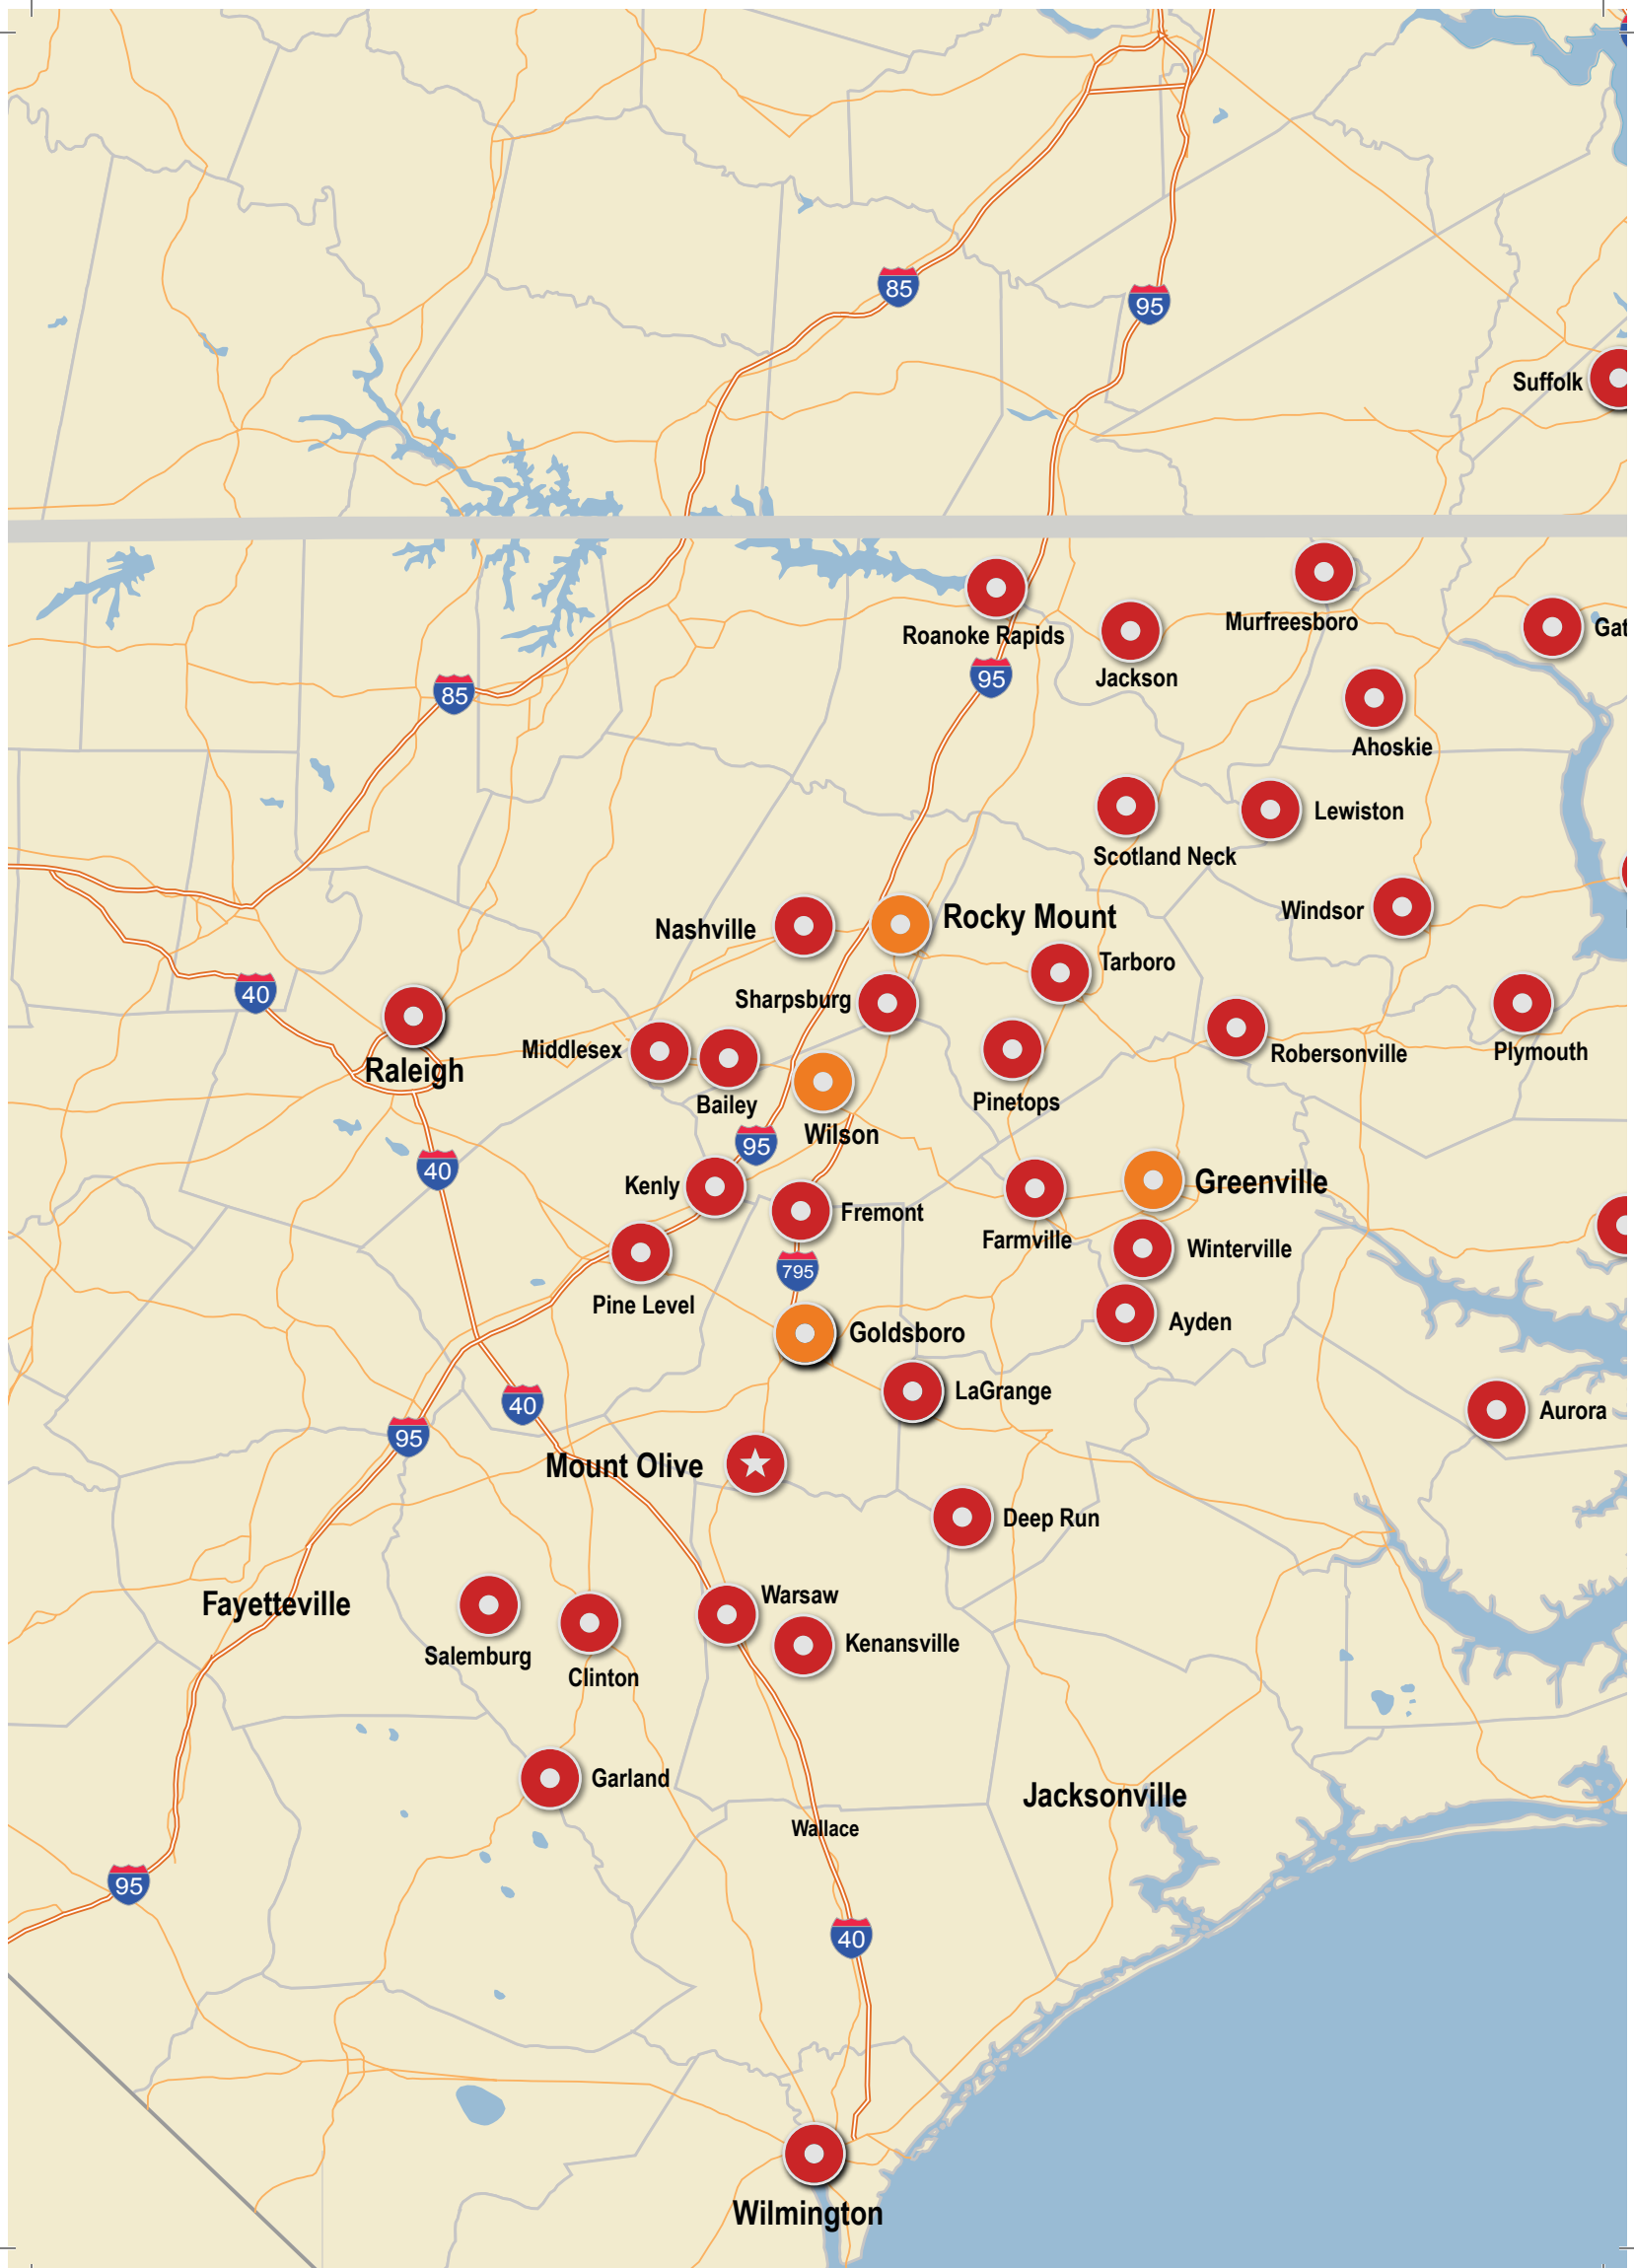 85
95
Suffolk
Roanoke Rapids
Murfreesboro
Gat
Jackson
95
85
Ahoskie
Lewiston
Scotland Neck
Windsor
Rocky Mount
Nashville
Tarboro
Sharpsburg
40
Middlesex
Robersonville
Plymouth
Raleigh
Bailey
Pinetops
Wilson
95
40
Greenville
Kenly
Fremont
Farmville
Winterville
795
Pine Level
Ayden
Goldsboro
LaGrange
40
Aurora
95
Mount Olive
Deep Run
Warsaw
Fayetteville
Kenansville
Salemburg
Clinton
Garland
Jacksonville
Wallace
95
40
Wilmington